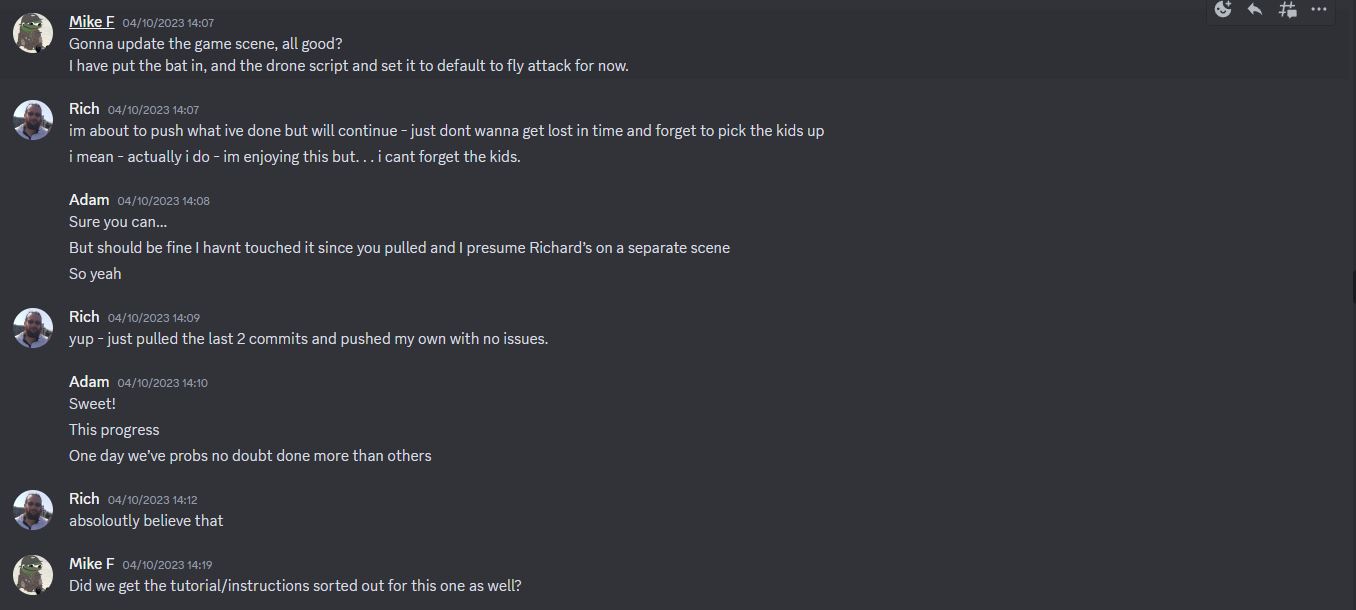 Mike F 04/10/2023 14:07
Gonna update the game scene, all good?
I have put the bat in, and the drone script and set it to default to fly attack for now.
Rich 04/10/2023 14:07
im about to push what ive done but will continue - just dont wanna get lost in time and forget to pick the kids up
i mean - actually i do - im enjoying this but. . . i cant forget the kids.
Adam 04/10/2023 14:08
Sure you can...
But should be fine I havnt touched it since you pulled and I presume Richard's on a separate scene
So yeah
Rich 04/10/2023 14:09
yup - just pulled the last 2 commits and pushed my own with no issues.
Adam 04/10/2023 14:10
Sweet!
This progress
One day we've probs no doubt done more than others
Rich 04/10/2023 14:12
absoloutly believe that
Mike F 04/10/2023 14:19
Did we get the tutorial/instructions sorted out for this one as well?